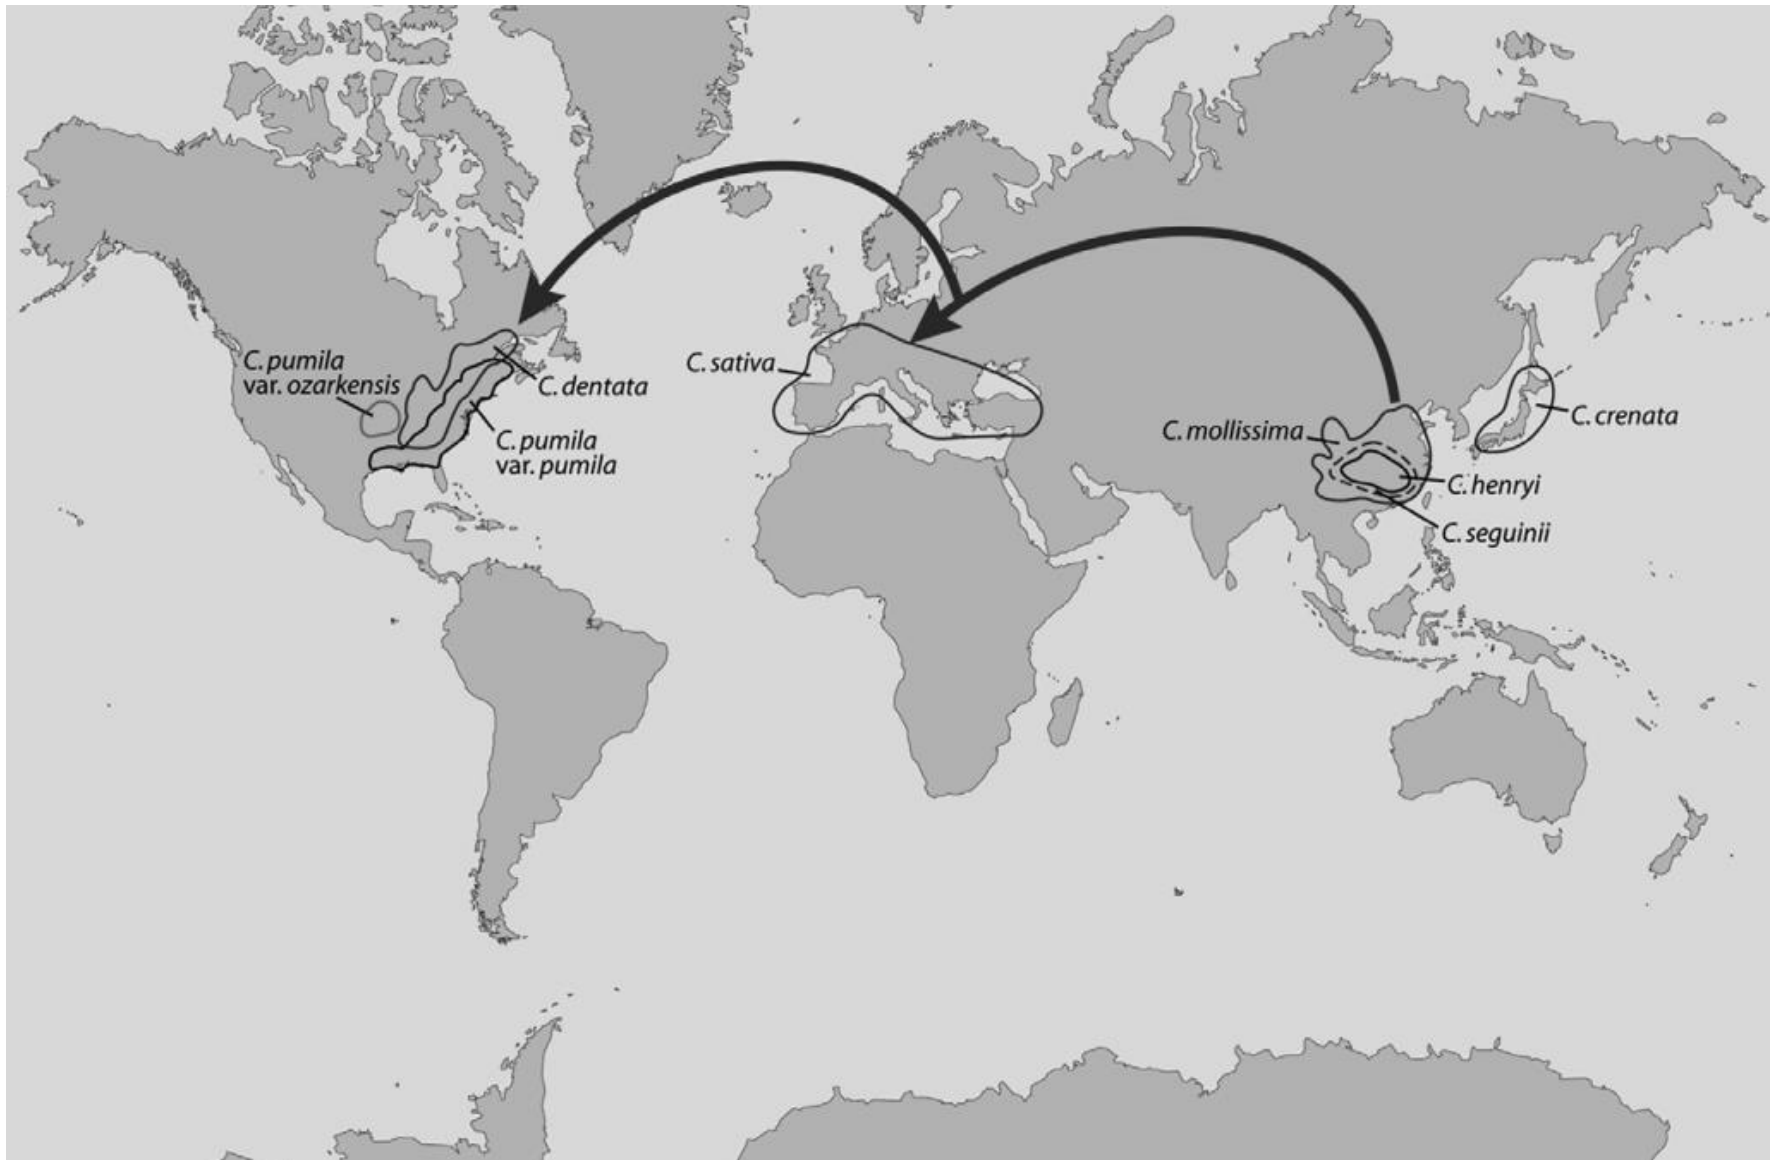 C. pumila
var. ozarkensis
C. dentata
C. pumila
var. pumila
C. sativa
C. mollissima
C. crenata
C. henryi
C. seguinii